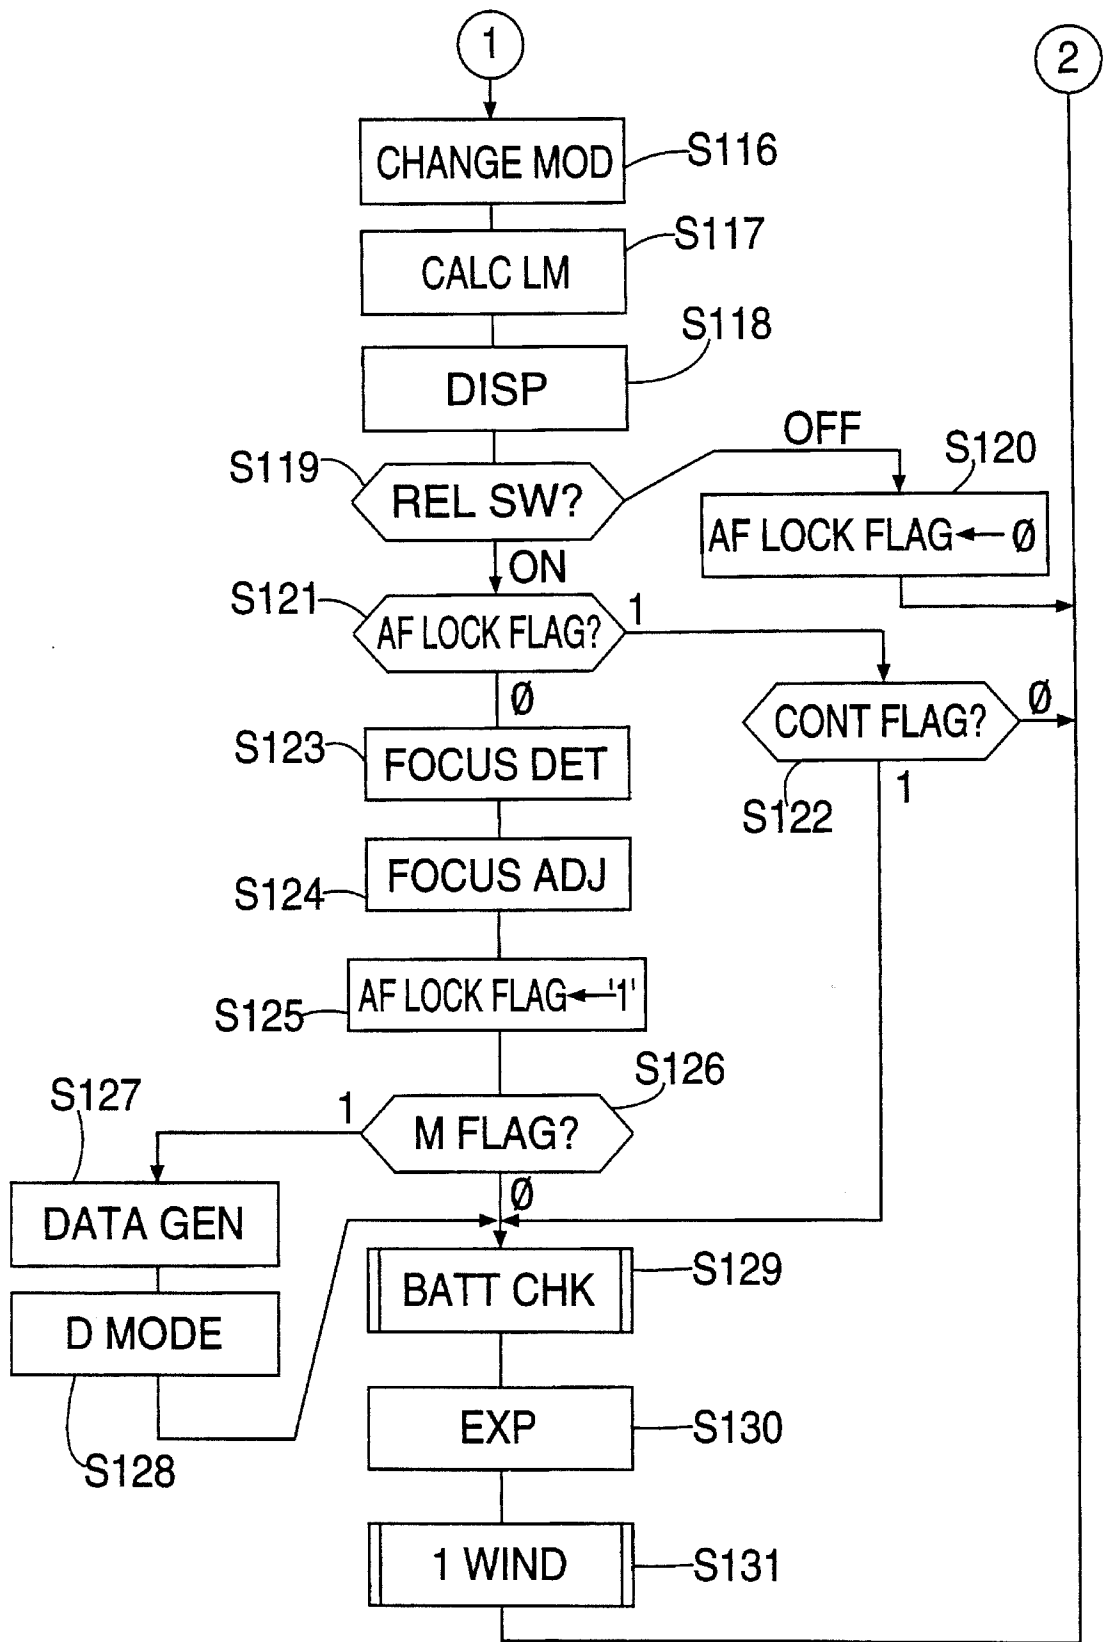 1
2
CHANGE MOD
S116
S117
CALC LM
S118
DISP
OFF
S119
REL SW?
S120
AF LOCK FLAG ← Ø
ON
S121
AF LOCK FLAG?
1
Ø
CONT FLAG?
Ø
S122
1
S123
FOCUS DET
S124
FOCUS ADJ
S125
AF LOCK FLAG ← '1'
S126
S127
1
M FLAG?
Ø
DATA GEN
BATT CHK
S129
D MODE
S128
EXP
S130
1 WIND
S131